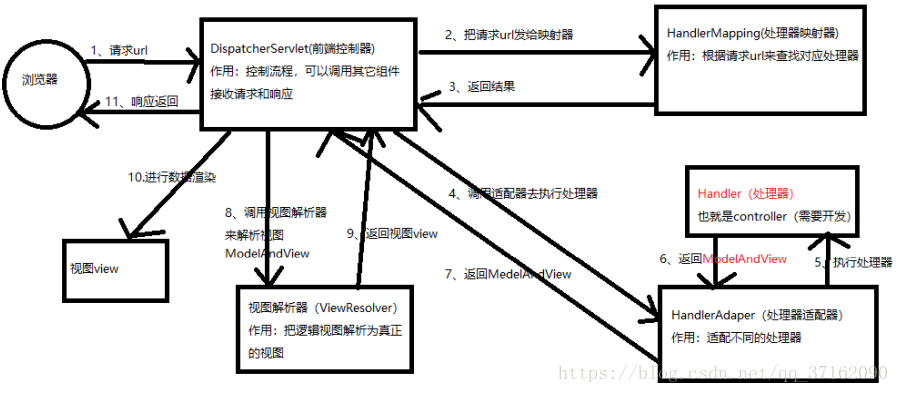 浏览器
1、请求url
11、响应返回
DispatcherServlet(前端控制器)
作用：控制流程，可以调用其它组件
接收请求和响应
2、把请求url发给映射器
3、返回结果
HandlerMapping(处理器映射器)
作用：根据请求url来查找对应处理器
10.进行数据渲染
视图view
8、调用视图解析器
来解析视图
ModelAndView
9、返回视图view
视图解析器（ViewResolver）
作用：把逻辑视图解析为真正
的视图
4、调用适配器去执行处理器
7、返回MedelAndView
Handler（处理器）
也就是controller（需要开发）
6、返回ModelAndView
5、执行处理器
HandlerAdaper（处理器适配器）
作用：适配不同的处理器
https://blog.csdn.net/qq_37162090